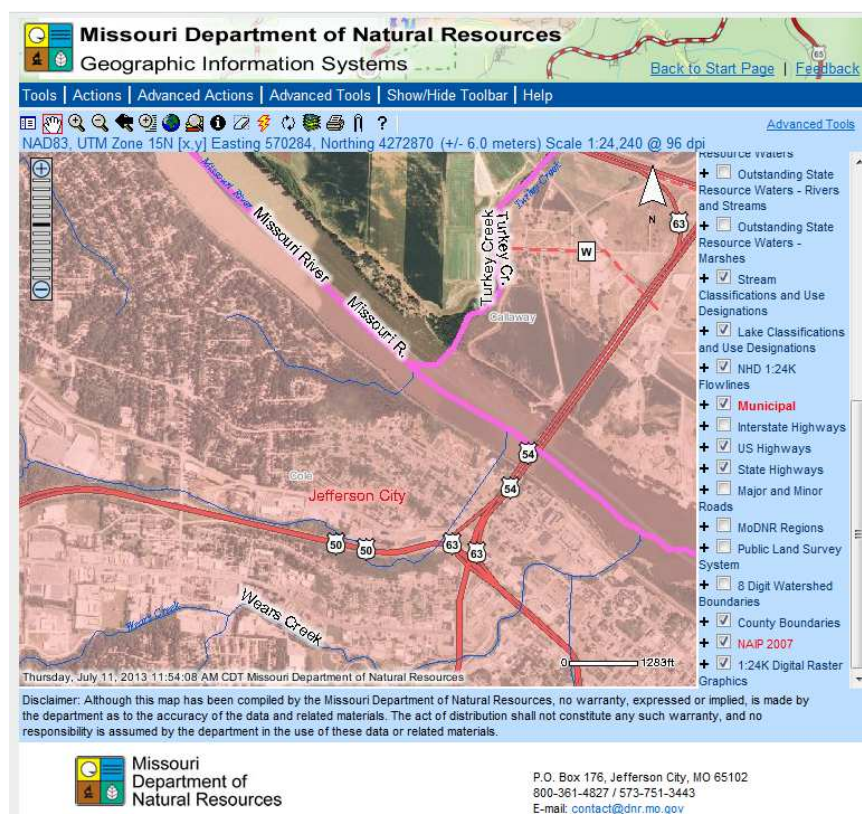 Missouri Department of Natural Resources
Geographic Information Systems
65
Back to Start Page | Feedback
Tools | Actions | Advanced Actions | Advanced Tools | Show/Hide Toolbar | Help
Advanced Tools
NAD83, UTM Zone 15N [x,y] Easting 570284, Northing 4272870 (+/- 6.0 meters) Scale 1:24,240 @ 96 dpi
Missouri River
Turkey Creek
Missouri River
Missouri R.
Turkey Creek
Turkey Cr.
N
63
W
Callaway
54
54
Cole
Jefferson City
50
50
63
63
Wears Creek
Wears Creek
0
1283ft
Thursday, July 11, 2013 11:54:08 AM CDT Missouri Department of Natural Resources
Resource Waters
+ Outstanding State
Resource Waters - Rivers
and Streams
+ Outstanding State
Resource Waters -
Marshes
+ Stream
Classifications and Use
Designations
+ Lake Classifications
and Use Designations
+ NHD 1:24K
Flowlines
+ Municipal
+ Interstate Highways
+ US Highways
+ State Highways
+ Major and Minor
Roads
+ MoDNR Regions
+ Public Land Survey
System
+ 8 Digit Watershed
Boundaries
+ County Boundaries
+ NAIP 2007
+ 1:24K Digital Raster
Graphics
Disclaimer: Although this map has been compiled by the Missouri Department of Natural Resources, no warranty, expressed or implied, is made by
the department as to the accuracy of the data and related materials. The act of distribution shall not constitute any such warranty, and no
responsibility is assumed by the department in the use of these data or related materials.
Missouri
Department of
Natural Resources
P.O. Box 176, Jefferson City, MO 65102
800-361-4827 / 573-751-3443
E-mail: contact@dnr.mo.gov